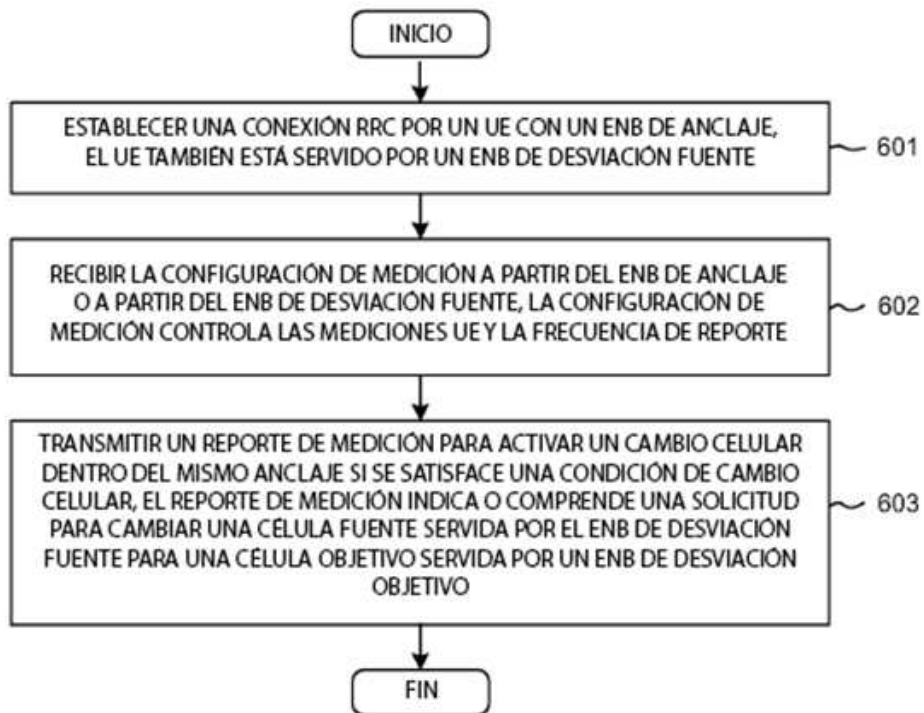 INICIO
ESTABLECER UNA CONEXIÓN RRC POR UN UE CON UN ENB DE ANCLAJE,
EL UE TAMBIÉN ESTÁ SERVIDO POR UN ENB DE DESVIACIÓN FUENTE
601
RECIBIR LA CONFIGURACIÓN DE MEDICIÓN A PARTIR DEL ENB DE ANCLAJE
O A PARTIR DEL ENB DE DESVIACIÓN FUENTE, LA CONFIGURACIÓN DE
MEDICIÓN CONTROLA LAS MEDICIONES UE Y LA FRECUENCIA DE REPORTE
602
TRANSMITIR UN REPORTE DE MEDICIÓN PARA ACTIVAR UN CAMBIO CELULAR
DENTRO DEL MISMO ANCLAJE SI SE SATISFACE UNA CONDICIÓN DE CAMBIO
CELULAR, EL REPORTE DE MEDICIÓN INDICA O COMPRENDE UNA SOLICITUD
PARA CAMBIAR UNA CÉLULA FUENTE SERVIDA POR EL ENB DE DESVIACIÓN
FUENTE PARA UNA CÉLULA OBJETIVO SERVIDA POR UN ENB DE DESVIACIÓN
OBJETIVO
603
FIN